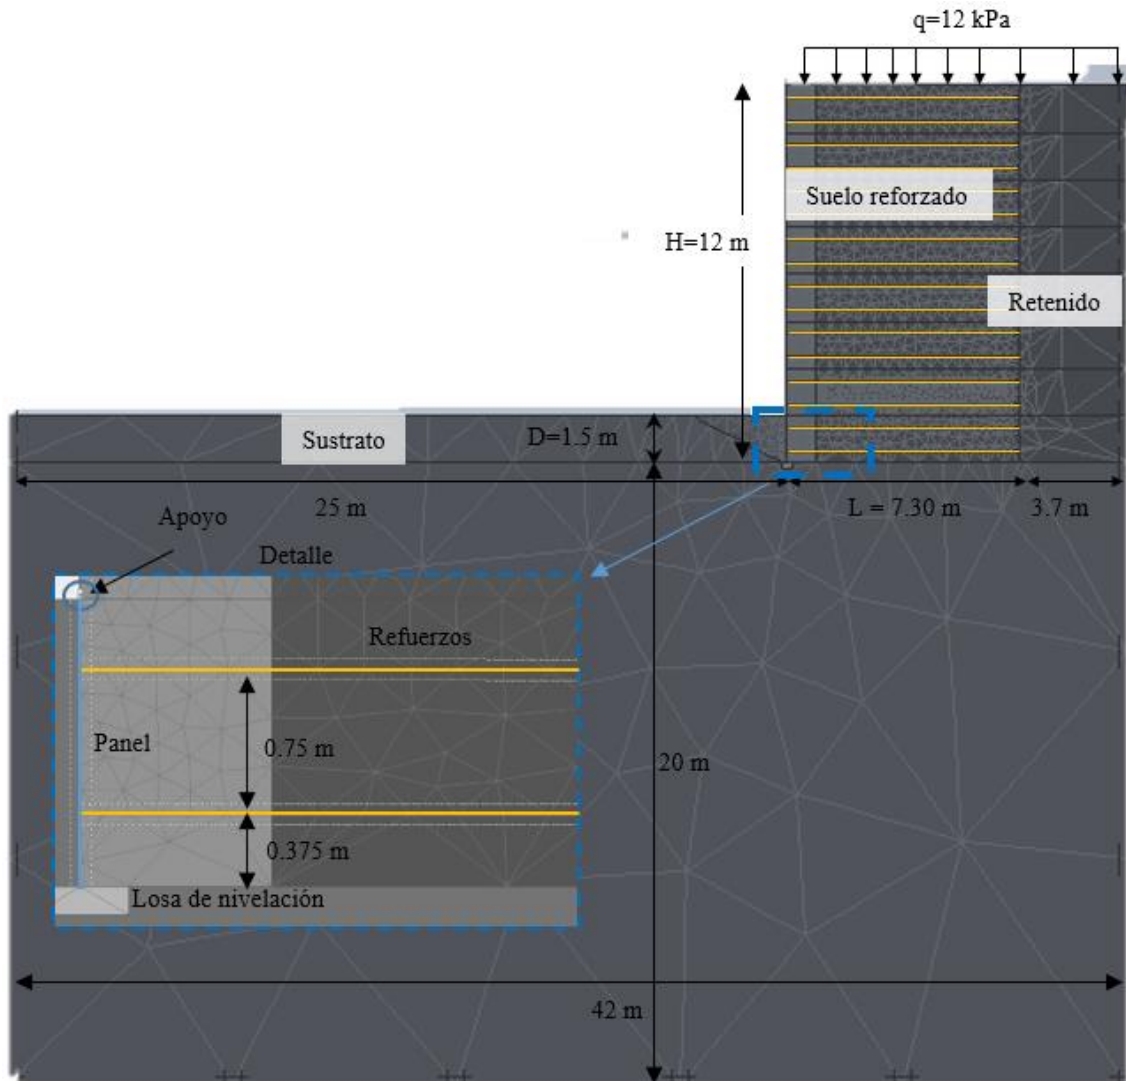 q=12 kPa
Suelo reforzado
H=12 m
Retenido
Sustrato
D=1.5 m
25 m
L = 7.30 m
3.7 m
Apoyo
Detalle
Refuerzos
Panel
0.75 m
20 m
0.375 m
Losa de nivelación
42 m